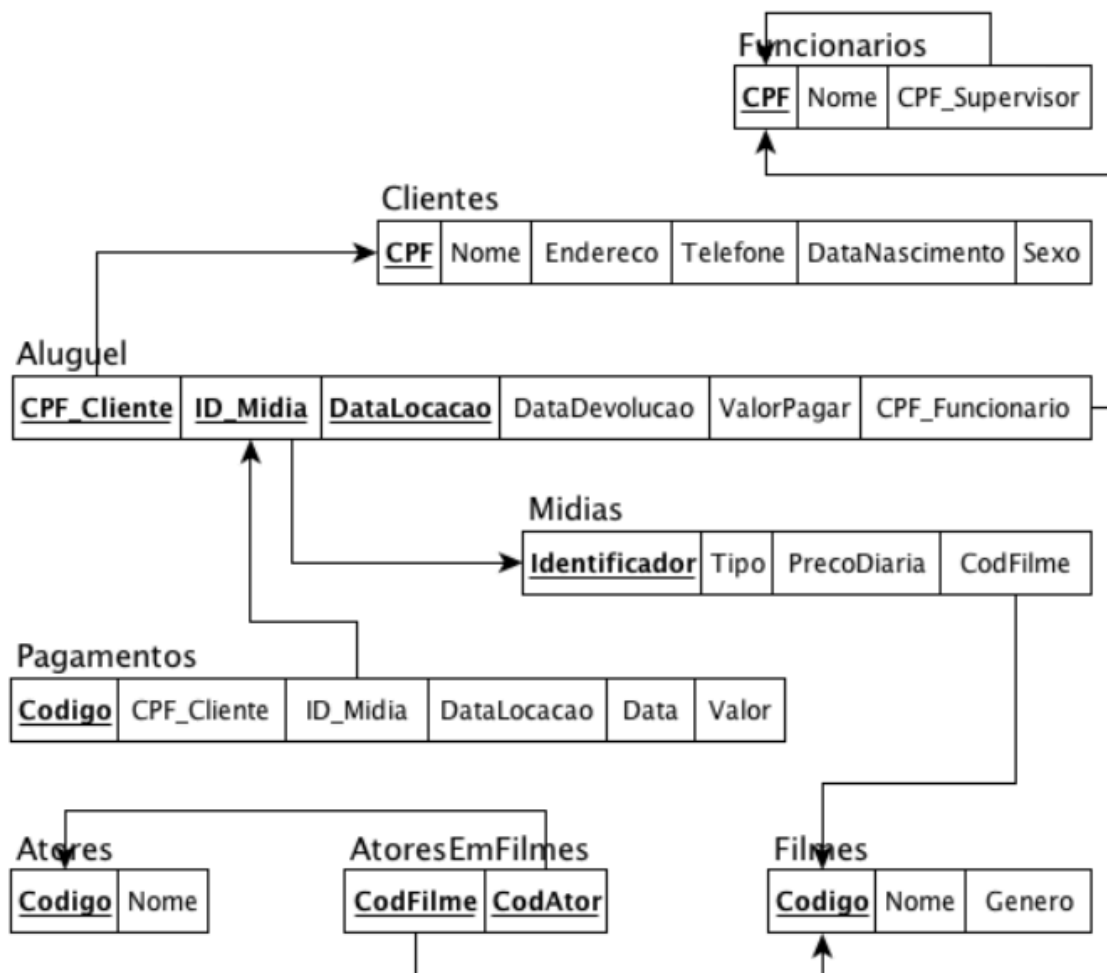 Funcionarios
CPF Nome CPF_Supervisor
Clientes
CPF Nome Endereco Telefone DataNascimento Sexo
Aluguel
CPF_Cliente ID_Midia DataLocacao DataDevolucao ValorPagar CPF_Funcionario
Midias
Identificador Tipo PrecoDiaria CodFilme
Pagamentos
Codigo CPF_Cliente ID_Midia DataLocacao Data Valor
Atores AtoresEmFilmes Filmes
Codigo Nome CodFilme CodAtor Codigo Nome Genero